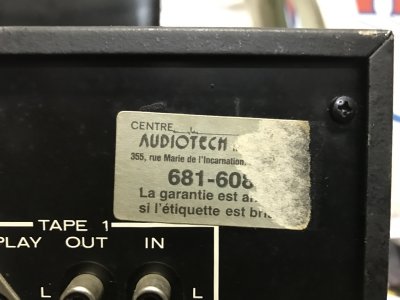 CENTRE
AUDIOTECH
355, rue Marie de l'Incarnation,
681-608
La garantie est
si l'étiquette est
TAPE 1
PLAY OUT IN
L L